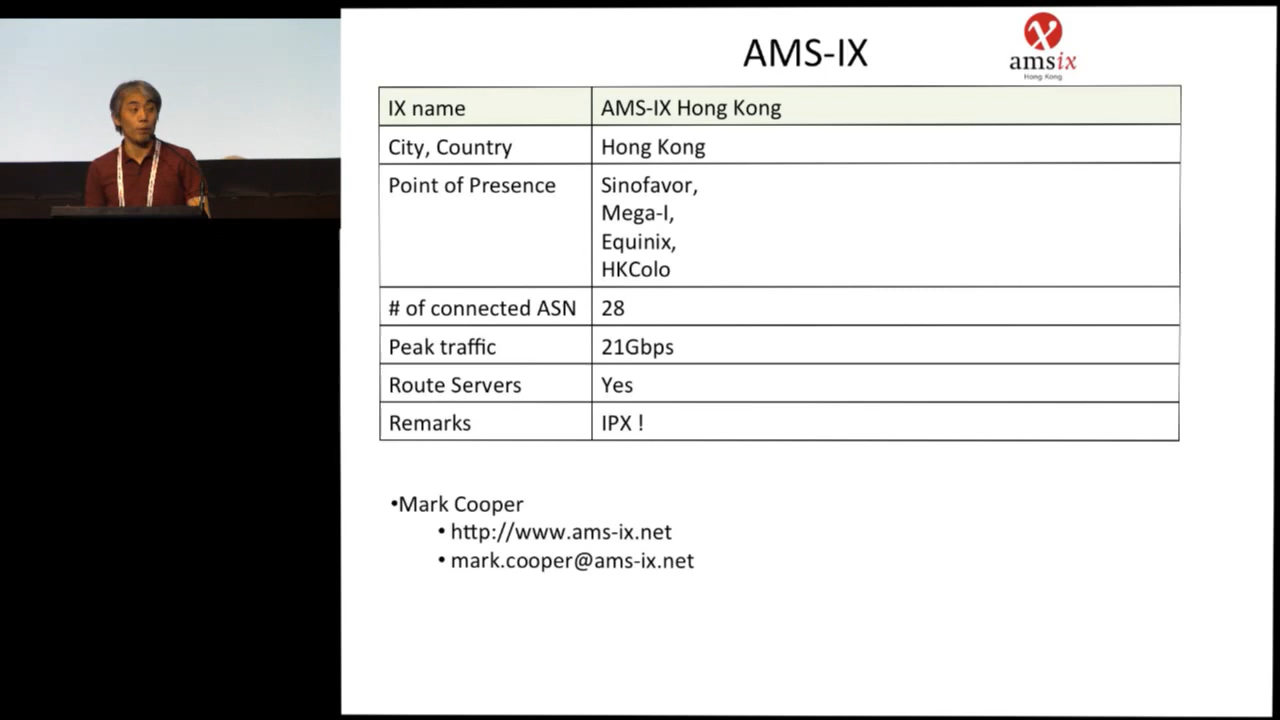 AMS-IX
amsix
Hong Kong
IX name AMS-IX Hong Kong
City, Country Hong Kong
Point of Presence Sinofavor,
Mega-I,
Equinix,
HKColo
# of connected ASN 28
Peak traffic 21Gbps
Route Servers Yes
Remarks IPX !
•Mark Cooper
• http://www.ams-ix.net
• mark.cooper@ams-ix.net